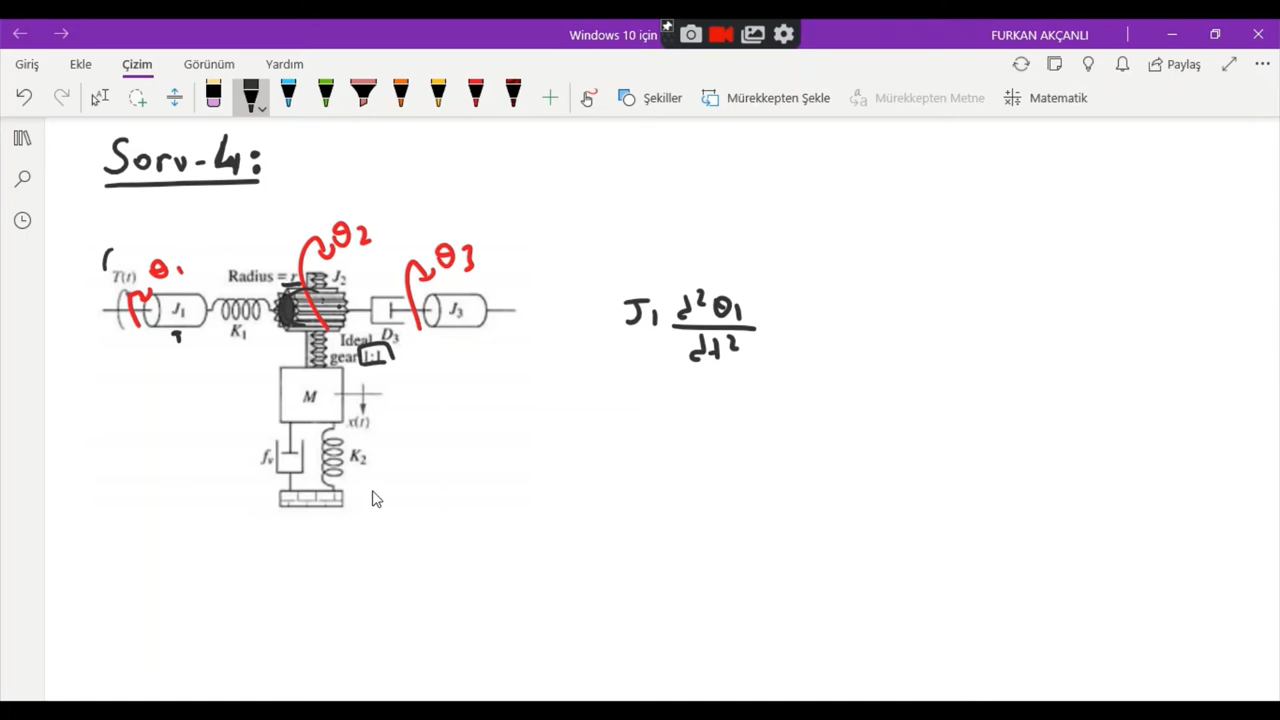 Windows 10 için
FURKAN AKÇANLI
Giriş Ekle Çizim Görünüm Yardım
Paylaş
Şekiller Mürekkepten Şekle Mürekkepten Metne Matematik
Soru-4:
θ2
θ1 θ3
T(t) Radius = r J2
J1 J3
K1 D3
Ideal
gear 1:1
M
x(t)
fv K2
J1 d²θ1
dt²